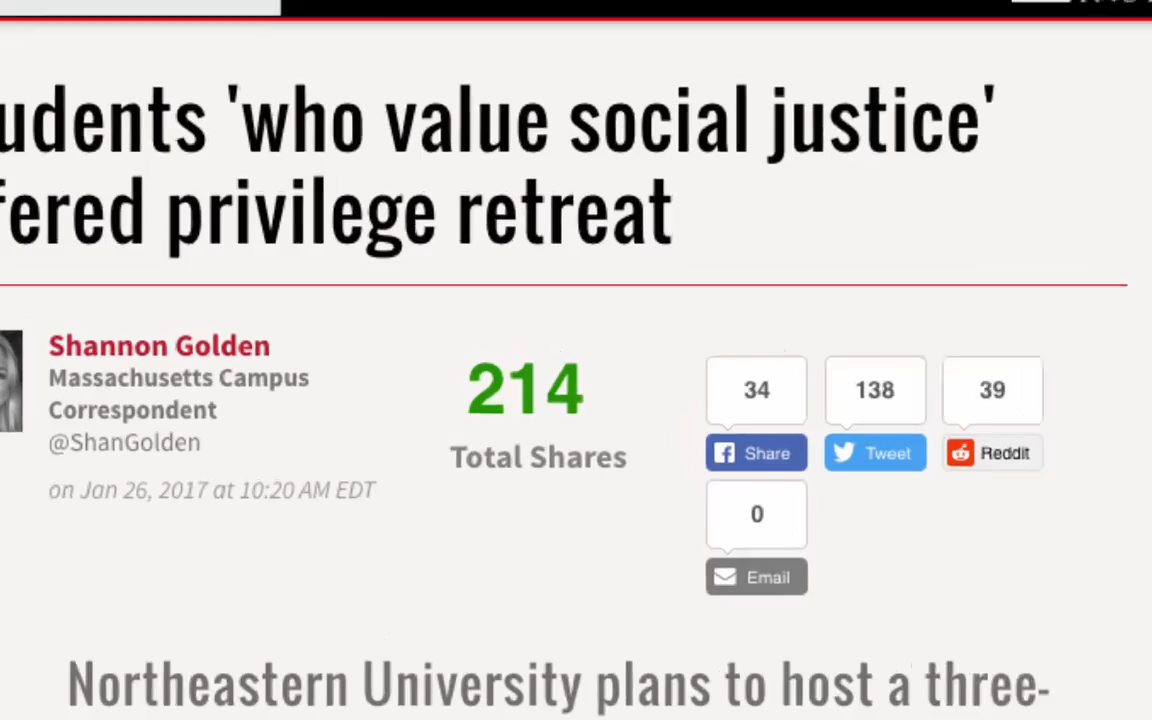 udents 'who value social justice'
fered privilege retreat
Shannon Golden
Massachusetts Campus
Correspondent
@ShanGolden
on Jan 26, 2017 at 10:20 AM EDT
214
Total Shares
34 138 39
Share Tweet Reddit
0
Email
Northeastern University plans to host a three-